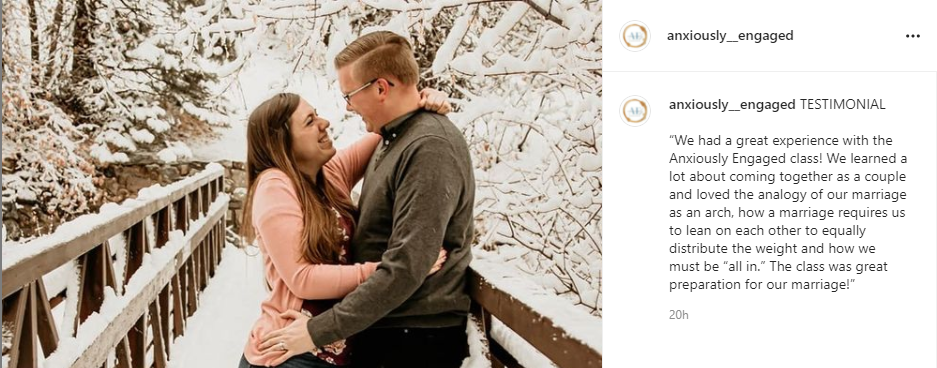 anxiously__engaged
anxiously__engaged TESTIMONIAL
“We had a great experience with the
Anxiously Engaged class! We learned a
lot about coming together as a couple
and loved the analogy of our marriage
as an arch, how a marriage requires us
to lean on each other to equally
distribute the weight and how we
must be “all in.” The class was great
preparation for our marriage!”
20h